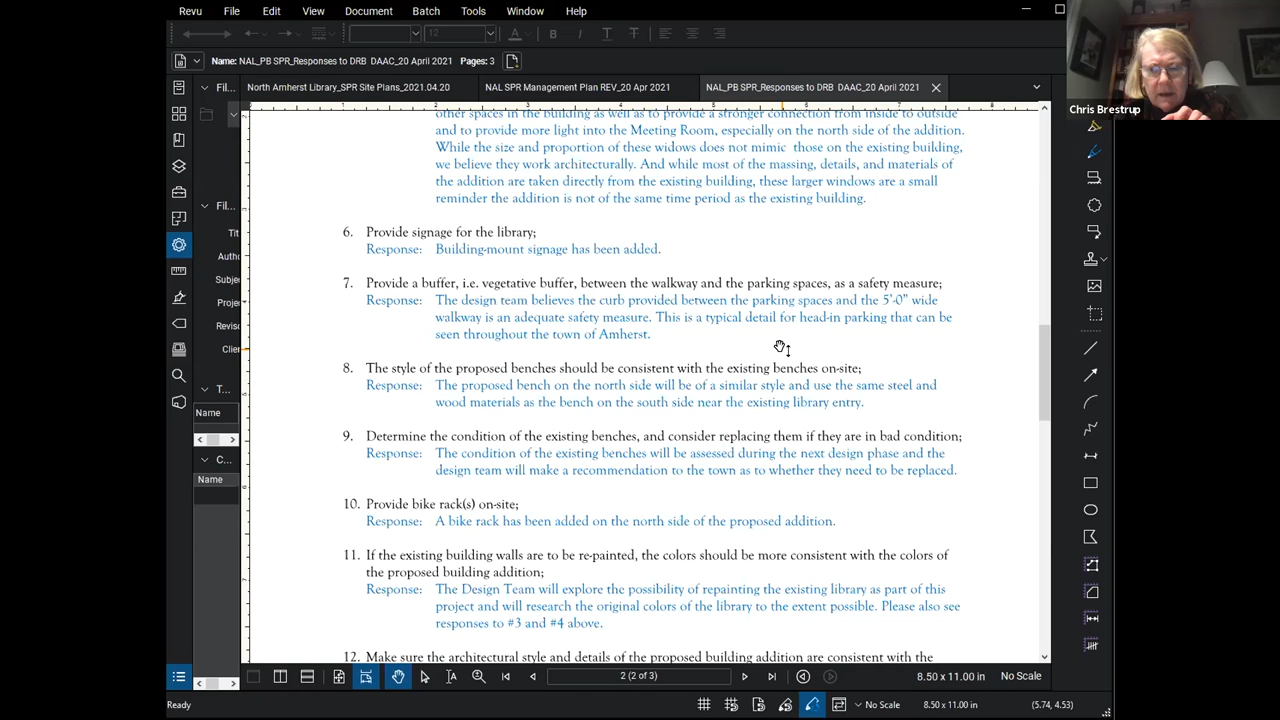 Revu File Edit View Document Batch Tools Window Help
12
Name: NAL_PB SPR_Responses to DRB DAAC_20 April 2021 Pages: 3
Chris Brestrup
Fil... North Amherst Library_SPR Site Plans_2021.04.20 NAL SPR Management Plan REV_20 Apr 2021 NAL_PB SPR_Responses to DRB DAAC_20 April 2021
other spaces in the building as well as to provide a stronger connection from inside to outside
and to provide more light into the Meeting Room, especially on the north side of the addition.
While the size and proportion of these widows does not mimic those on the existing building,
we believe they work architecturally. And while most of the massing, details, and materials of
the addition are taken directly from the existing building, these larger windows are a small
reminder the addition is not of the same time period as the existing building.
6. Provide signage for the library;
Response: Building-mount signage has been added.
7. Provide a buffer, i.e. vegetative buffer, between the walkway and the parking spaces, as a safety measure;
Response: The design team believes the curb provided between the parking spaces and the 5'-0" wide
walkway is an adequate safety measure. This is a typical detail for head-in parking that can be
seen throughout the town of Amherst.
8. The style of the proposed benches should be consistent with the existing benches on-site;
Response: The proposed bench on the north side will be of a similar style and use the same steel and
wood materials as the bench on the south side near the existing library entry.
9. Determine the condition of the existing benches, and consider replacing them if they are in bad condition;
Response: The condition of the existing benches will be assessed during the next design phase and the
design team will make a recommendation to the town as to whether they need to be replaced.
10. Provide bike rack(s) on-site;
Response: A bike rack has been added on the north side of the proposed addition.
11. If the existing building walls are to be re-painted, the colors should be more consistent with the colors of
the proposed building addition;
Response: The Design Team will explore the possibility of repainting the existing library as part of this
project and will research the original colors of the library to the extent possible. Please also see
responses to #3 and #4 above.
12. Make sure the architectural style and details of the proposed building addition are consistent with the
Fil...
Tit
Autho
Subje
Proje
Revis
Clie
T...
Name
C...
Name
2 (2 of 3) 8.50 x 11.00 in No Scale
Ready No Scale 8.50 x 11.00 in (5.74, 4.53)